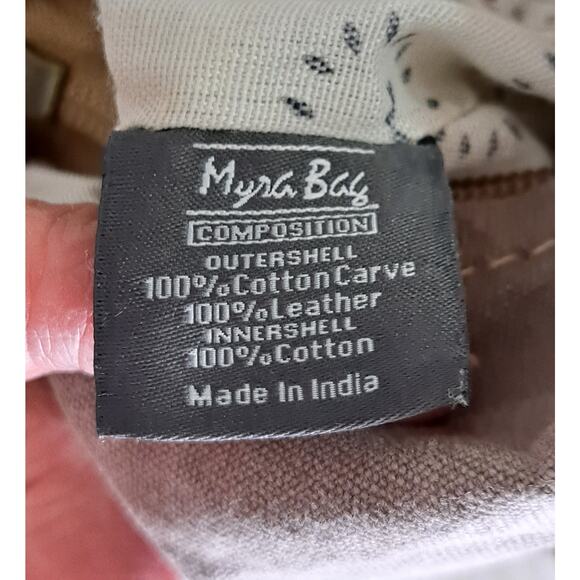 Myra Bag
COMPOSITION
OUTERSHELL
100%Cotton Carve
100%Leather
INNERSHELL
100%Cotton
Made In India